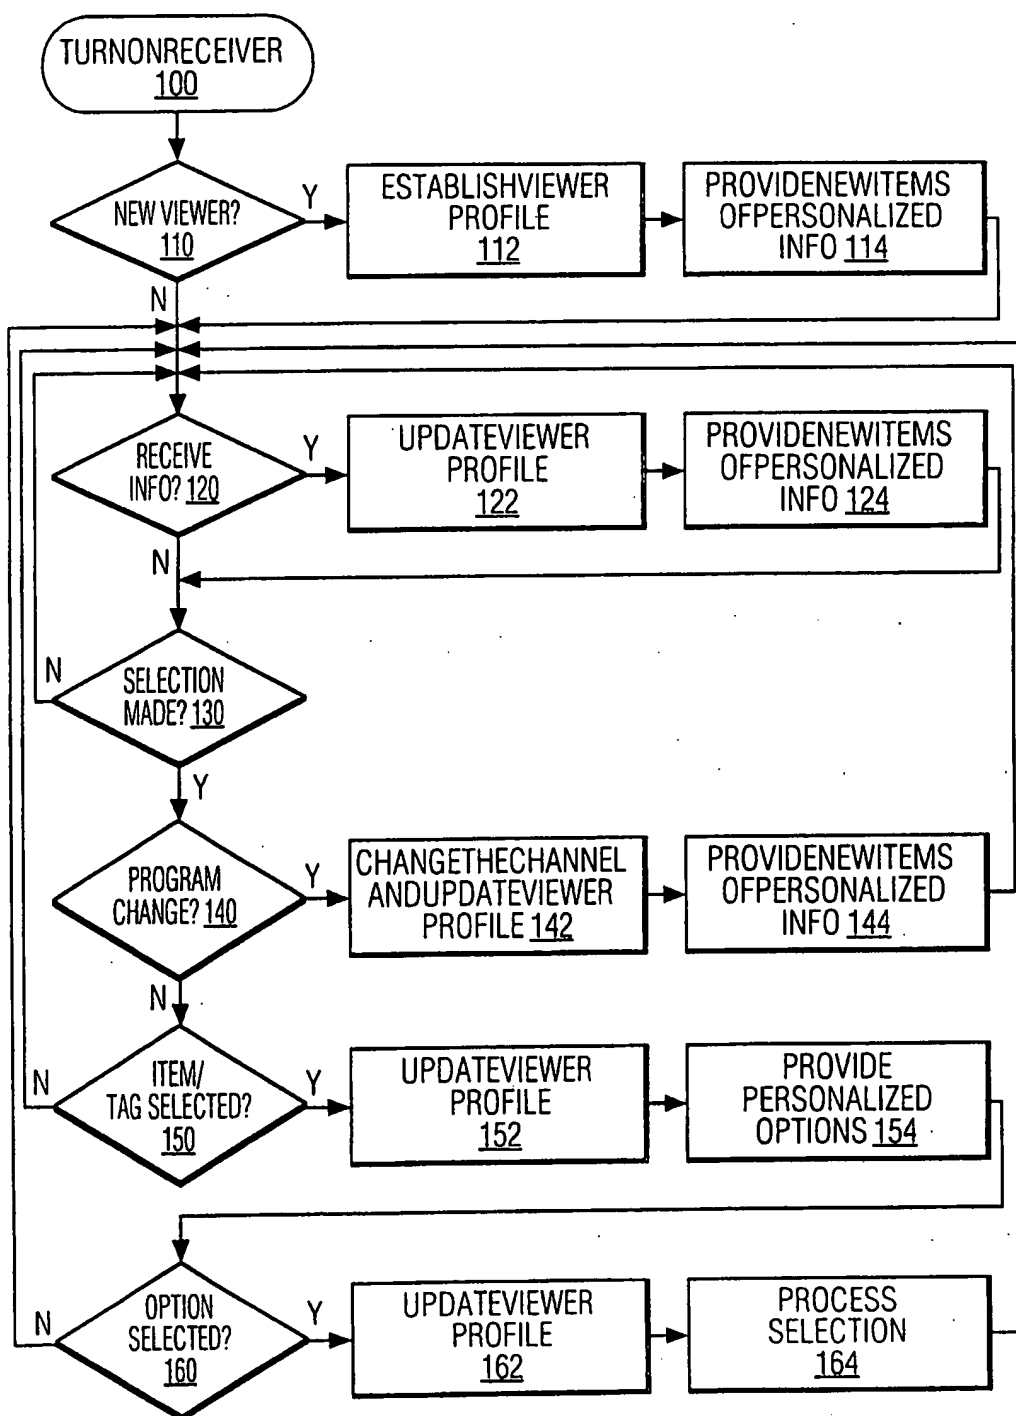 TURNONRECEIVER
100
NEW VIEWER?
110
Y
ESTABLISHVIEWER
PROFILE
112
PROVIDENEWITEMS
OFPERSONALIZED
INFO 114
N
RECEIVE
INFO? 120
Y
UPDATEVIEWER
PROFILE
122
PROVIDENEWITEMS
OFPERSONALIZED
INFO 124
N
N
SELECTION
MADE? 130
Y
PROGRAM
CHANGE? 140
Y
CHANGETHECHANNEL
ANDUPDATEVIEWER
PROFILE 142
PROVIDENEWITEMS
OFPERSONALIZED
INFO 144
N
N
ITEM/
TAG SELECTED?
150
Y
UPDATEVIEWER
PROFILE
152
PROVIDE
PERSONALIZED
OPTIONS 154
N
OPTION
SELECTED?
160
Y
UPDATEVIEWER
PROFILE
162
PROCESS
SELECTION
164